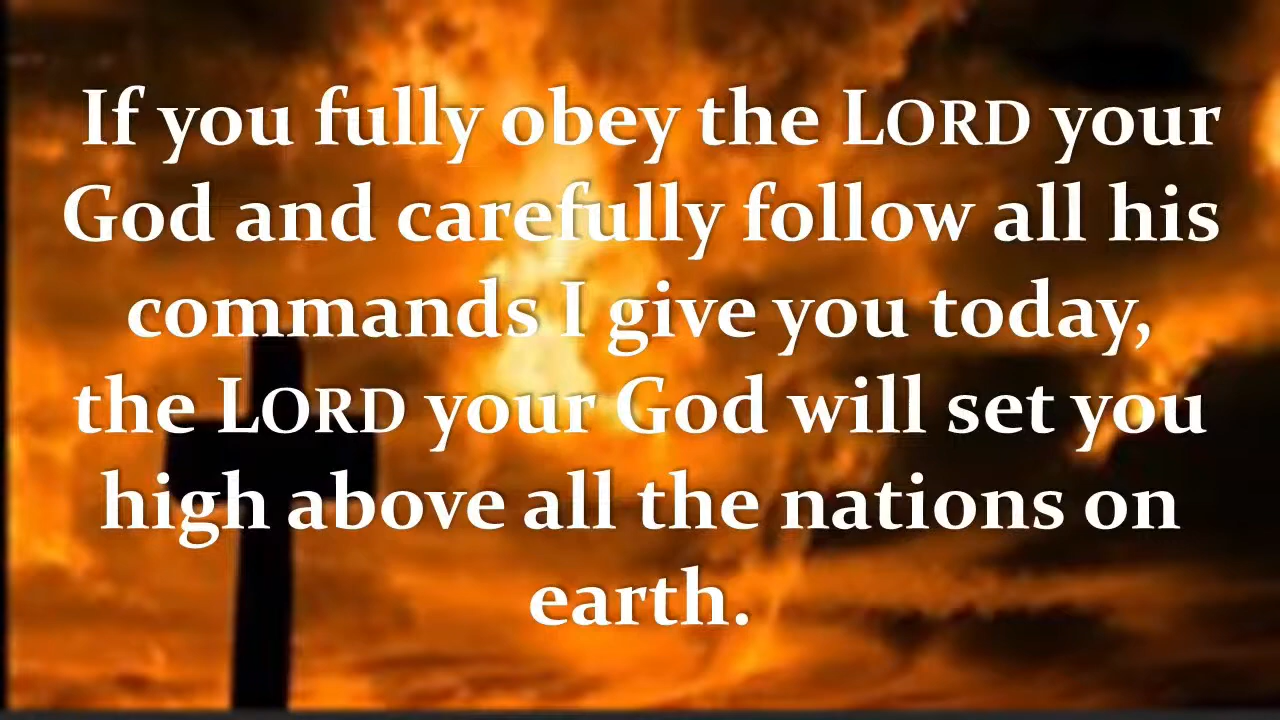 If you fully obey the LORD your
God and carefully follow all his
commands I give you today,
the LORD your God will set you
high above all the nations on
earth.